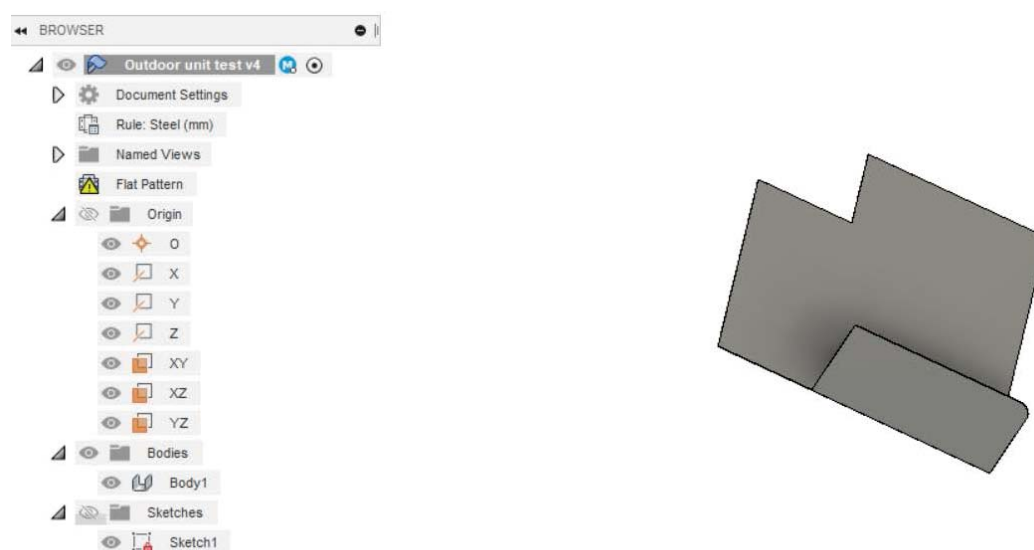 BROWSER
Outdoor unit test v4
Document Settings
Rule: Steel (mm)
Named Views
Flat Pattern
Origin
O
X
Y
Z
XY
XZ
YZ
Bodies
Body1
Sketches
Sketch1